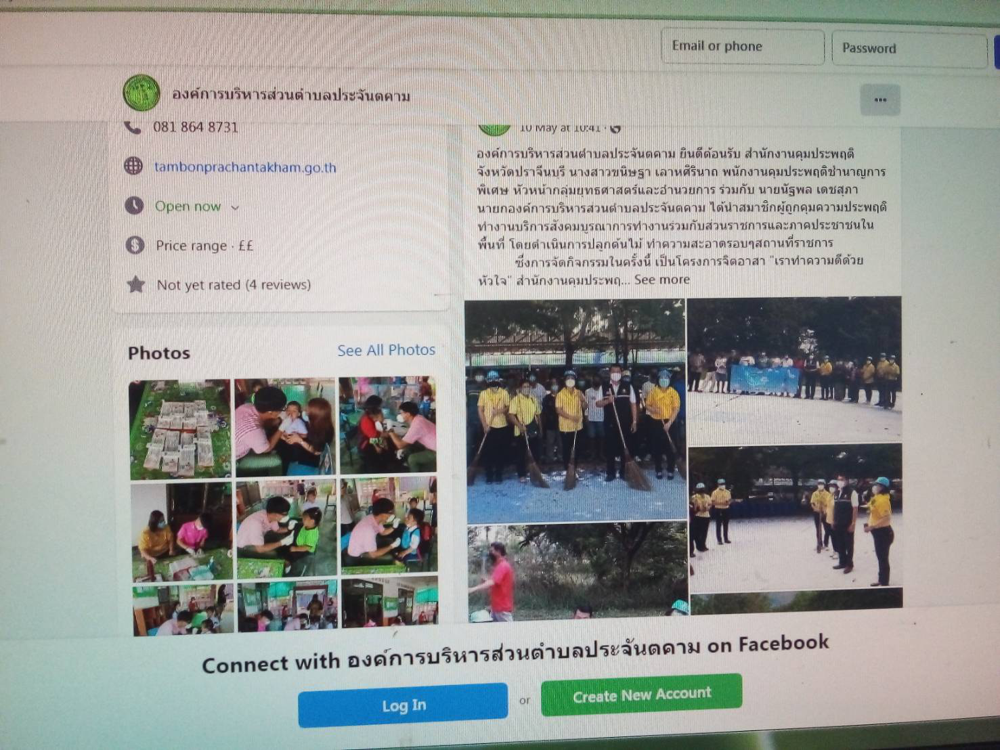 Email or phone
Password
องค์การบริหารส่วนตำบลประจันตคาม
081 864 8731
tambonprachantakham.go.th
Open now
Price range · ££
Not yet rated (4 reviews)
Photos
See All Photos
10 May at 10:41 ·
องค์การบริหารส่วนตำบลประจันตคาม ยินดีต้อนรับ สำนักงานคุมประพฤติ
จังหวัดปราจีนบุรี นางสาวขนิษฐา เลาหศิรินาถ พนักงานคุมประพฤติชำนาญการ
พิเศษ หัวหน้ากลุ่มยุทธศาสตร์และอำนวยการ ร่วมกับ นายนัฐพล เดชสุภา
นายกองค์การบริหารส่วนตำบลประจันตคาม ได้นำสมาชิกผู้ถูกคุมความประพฤติ
ทำงานบริการสังคมบูรณาการทำงานร่วมกับส่วนราชการและภาคประชาชนใน
พื้นที่ โดยดำเนินการปลูกต้นไม้ ทำความสะอาดรอบๆสถานที่ราชการ
ซึ่งการจัดกิจกรรมในครั้งนี้ เป็นโครงการจิตอาสา "เราทำความดีด้วย
หัวใจ" สำนักงานคุมประพฤ... See more
Connect with องค์การบริหารส่วนตำบลประจันตคาม on Facebook
Log In
or
Create New Account